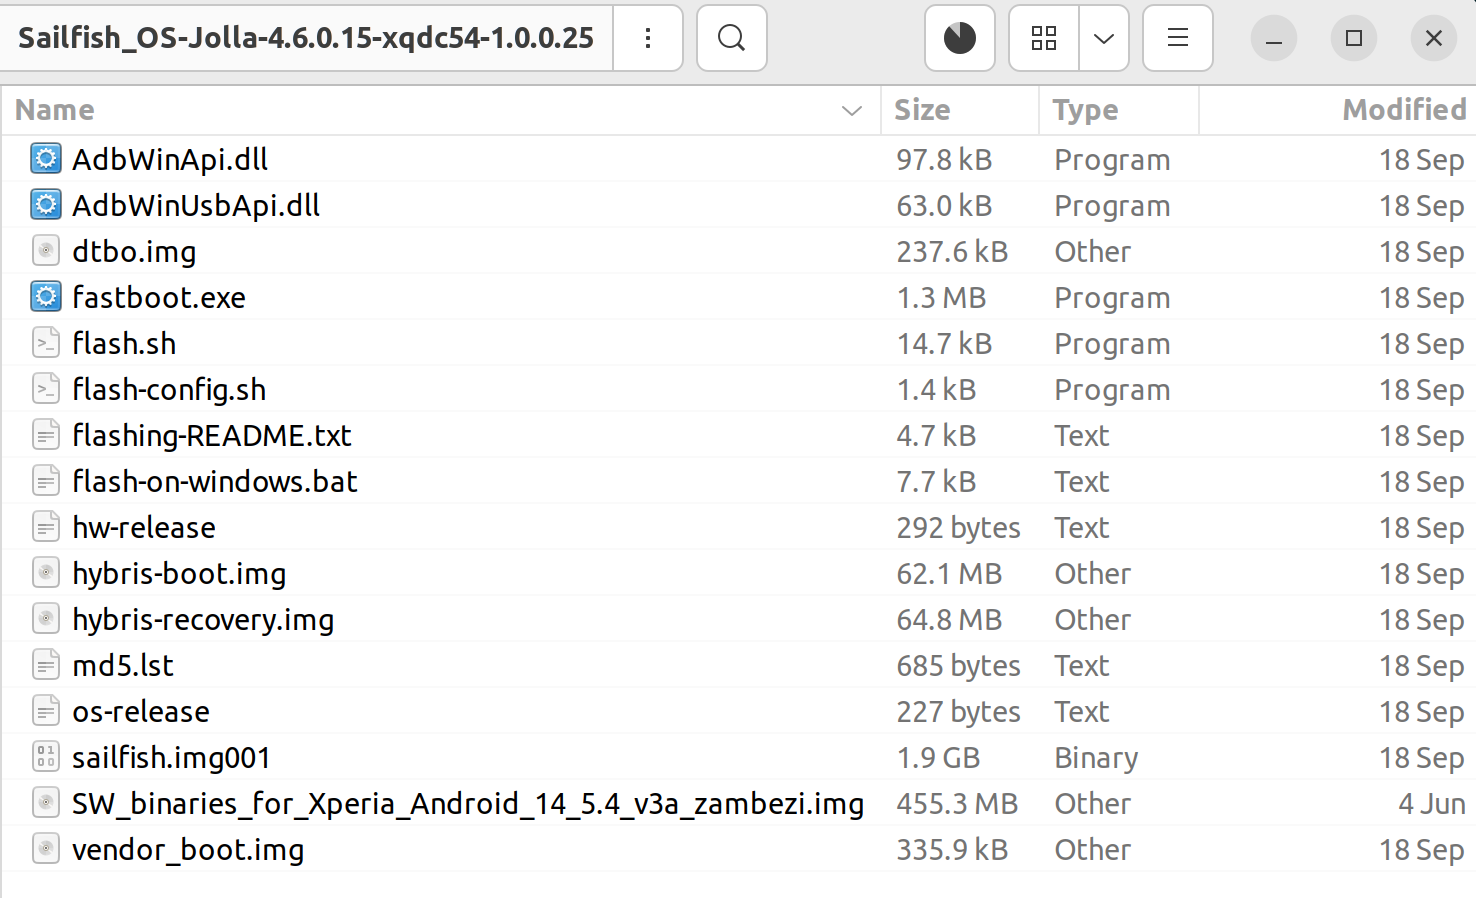 Sailfish_OS-Jolla-4.6.0.15-xqdc54-1.0.0.25
Name Size Type Modified
AdbWinApi.dll 97.8 kB Program 18 Sep
AdbWinUsbApi.dll 63.0 kB Program 18 Sep
dtbo.img 237.6 kB Other 18 Sep
fastboot.exe 1.3 MB Program 18 Sep
flash.sh 14.7 kB Program 18 Sep
flash-config.sh 1.4 kB Program 18 Sep
flashing-README.txt 4.7 kB Text 18 Sep
flash-on-windows.bat 7.7 kB Text 18 Sep
hw-release 292 bytes Text 18 Sep
hybris-boot.img 62.1 MB Other 18 Sep
hybris-recovery.img 64.8 MB Other 18 Sep
md5.lst 685 bytes Text 18 Sep
os-release 227 bytes Text 18 Sep
sailfish.img001 1.9 GB Binary 18 Sep
SW_binaries_for_Xperia_Android_14_5.4_v3a_zambezi.img 455.3 MB Other 4 Jun
vendor_boot.img 335.9 kB Other 18 Sep